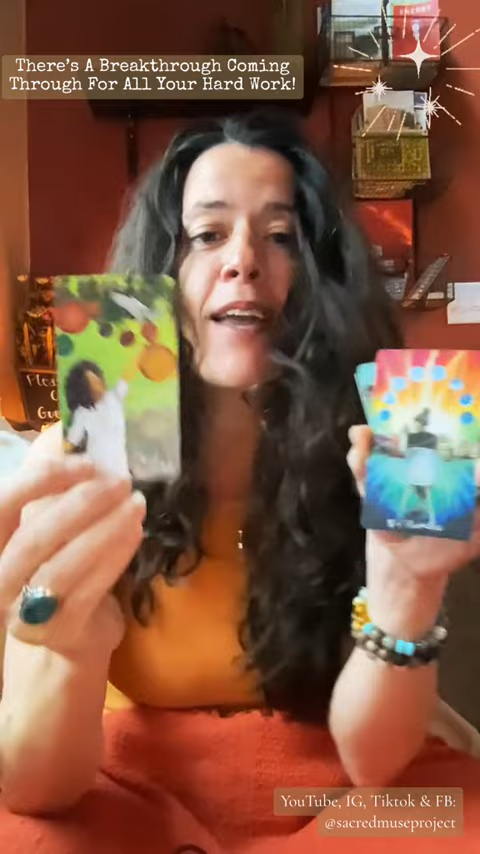 There's A Breakthrough Coming
Through For All Your Hard Work!
YouTube, IG, Tiktok & FB:
@sacredmuseproject